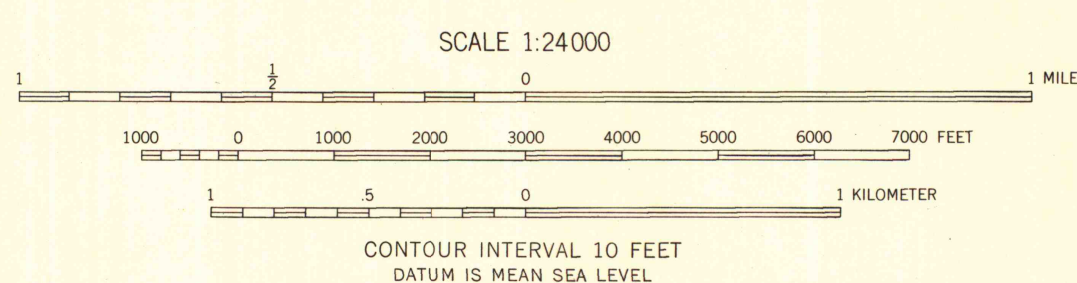 SCALE 1:24000
1 1/2 0 1 MILE
1000 0 1000 2000 3000 4000 5000 6000 7000 FEET
1 .5 0 1 KILOMETER
CONTOUR INTERVAL 10 FEET
DATUM IS MEAN SEA LEVEL